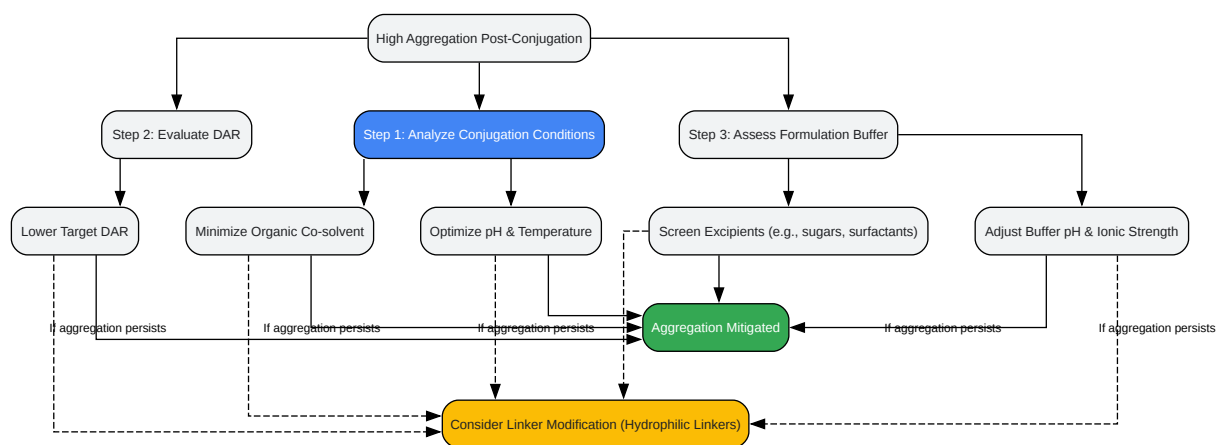 High Aggregation Post-Conjugation
Step 2: Evaluate DAR
Step 1: Analyze Conjugation Conditions
Step 3: Assess Formulation Buffer
Lower Target DAR
Minimize Organic Co-solvent
Optimize pH & Temperature
Screen Excipients (e.g., sugars, surfactants)
Adjust Buffer pH & Ionic Strength
If aggregation persists
If aggregation persists
If aggregation persists
Aggregation Mitigated
If aggregation persists
If aggregation persists
Consider Linker Modification (Hydrophilic Linkers)